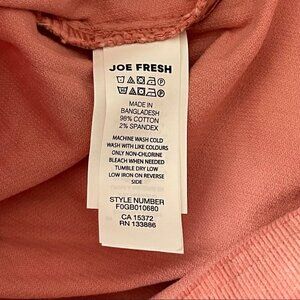 JOE FRESH
MADE IN
BANGLADESH
98% COTTON
2% SPANDEX
MACHINE WASH COLD
WASH WITH LIKE COLOURS
ONLY NON-CHLORINE
BLEACH WHEN NEEDED
TUMBLE DRY LOW
LOW IRON ON REVERSE
SIDE
STYLE NUMBER
F0GB010680
CA 15372
RN 133886